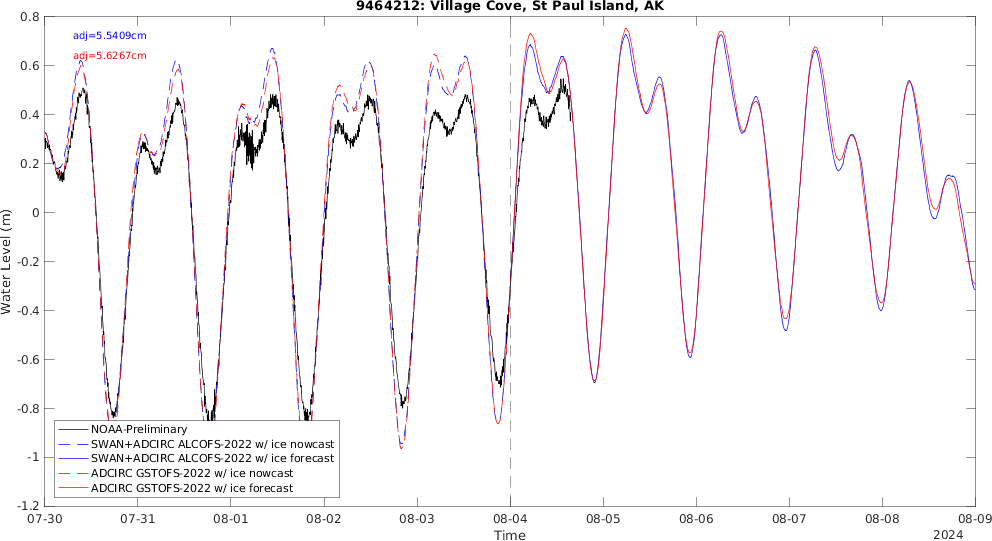 9464212: Village Cove, St Paul Island, AK
adj=5.5409cm
adj=5.6267cm
Water Level (m)
0.8
0.6
0.4
0.2
0
-0.2
-0.4
-0.6
-0.8
-1
-1.2
NOAA-Preliminary
SWAN+ADCIRC ALCOFS-2022 w/ ice nowcast
SWAN+ADCIRC ALCOFS-2022 w/ ice forecast
ADCIRC GSTOFS-2022 w/ ice nowcast
ADCIRC GSTOFS-2022 w/ ice forecast
07-30 07-31 08-01 08-02 08-03 08-04 08-05 08-06 08-07 08-08 08-09
Time
2024